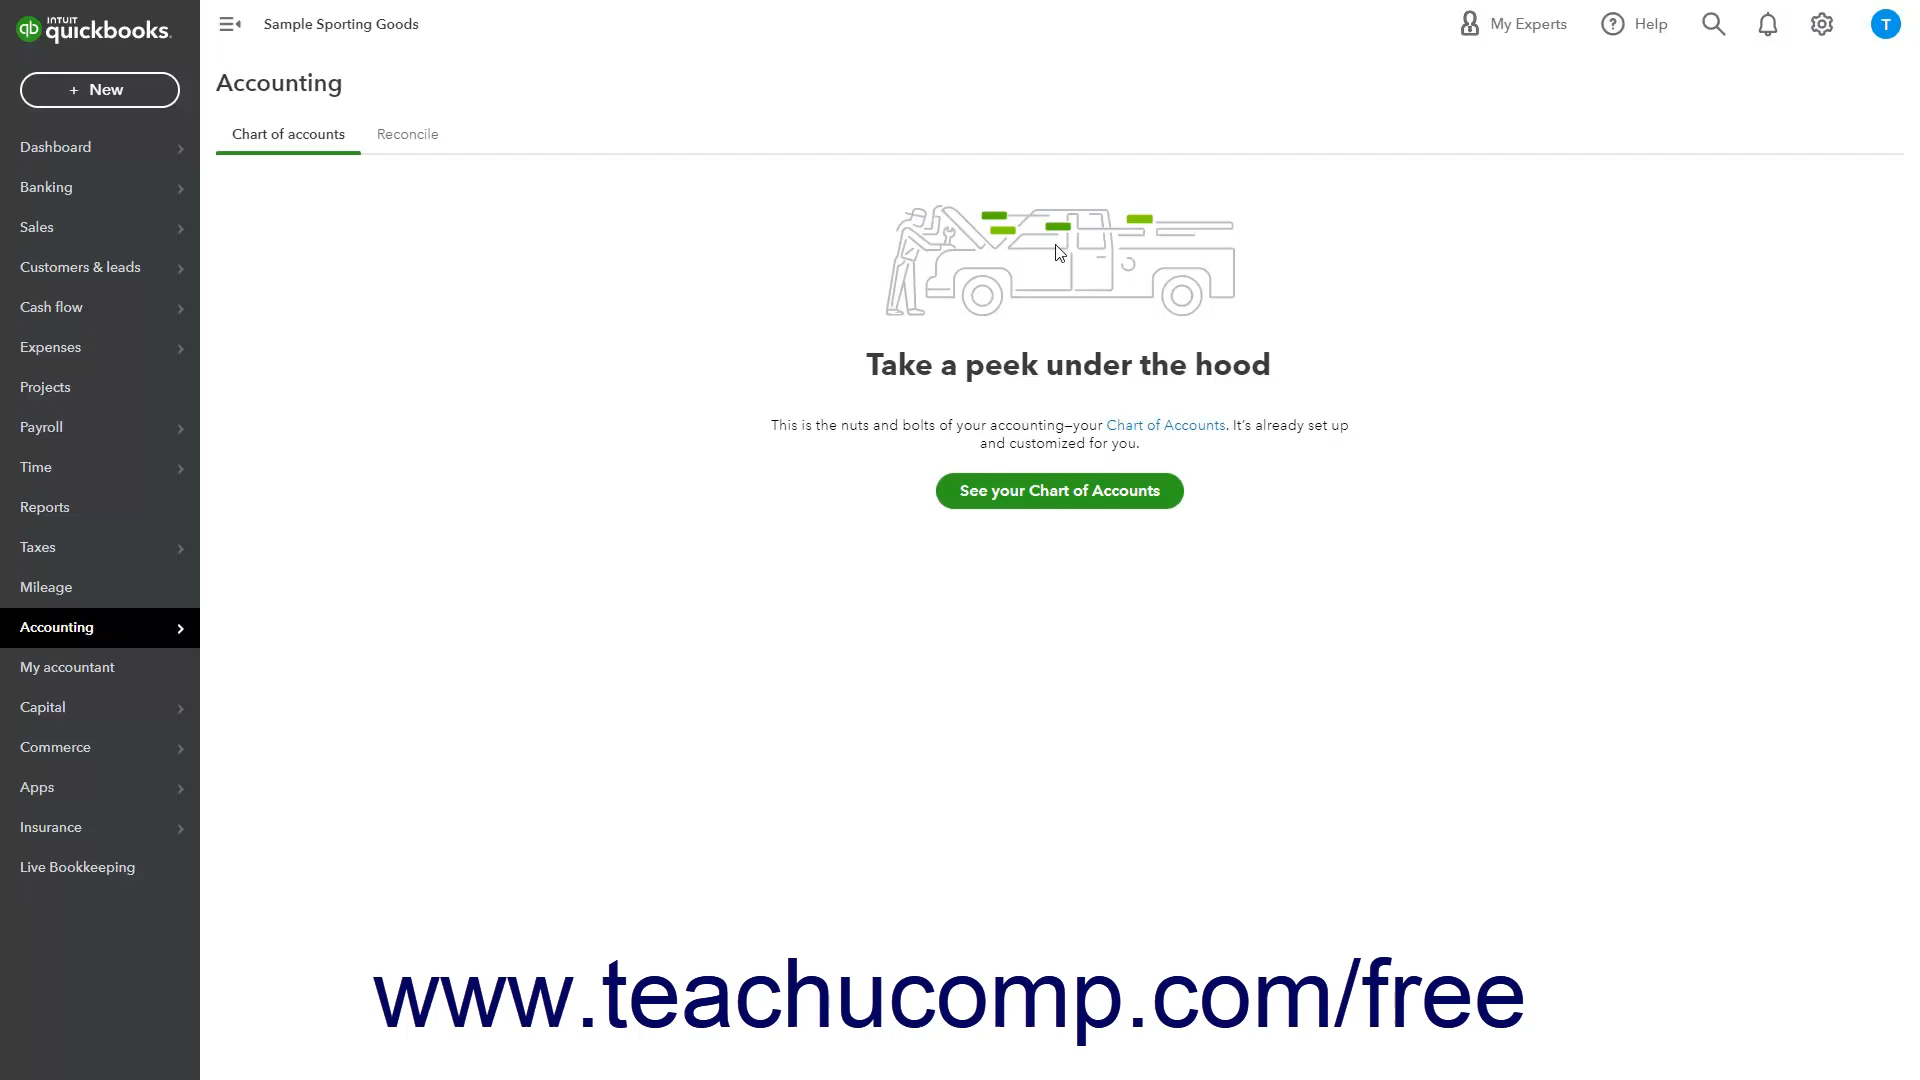 INTUIT
qb quickbooks.
Sample Sporting Goods
My Experts
? Help
T
+ New
Accounting
Chart of accounts
Reconcile
Dashboard
Banking
Sales
Customers & leads
Cash flow
Expenses
Projects
Payroll
Time
Reports
Taxes
Mileage
Accounting
My accountant
Capital
Commerce
Apps
Insurance
Live Bookkeeping
Take a peek under the hood
This is the nuts and bolts of your accounting—your Chart of Accounts. It's already set up
and customized for you.
See your Chart of Accounts
www.teachucomp.com/free